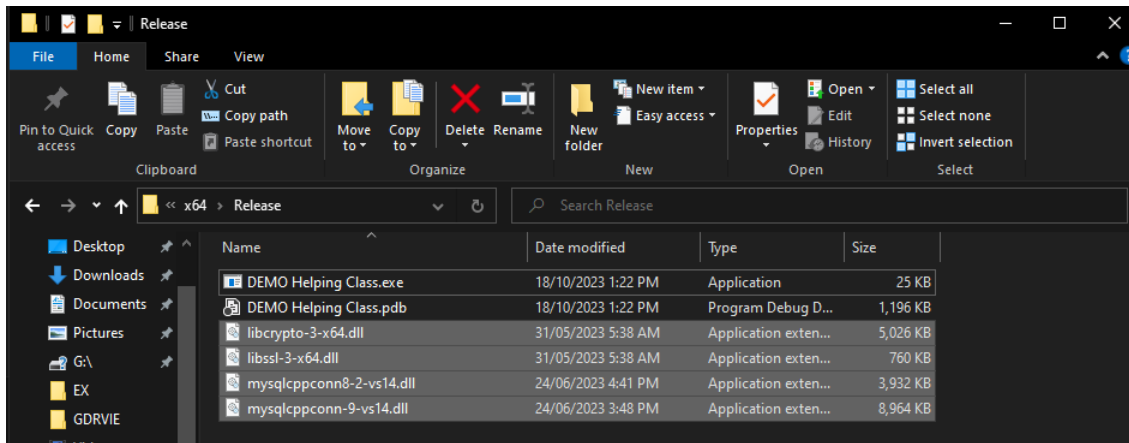 Release
File Home Share View
Pin to Quick access
Copy
Paste
Cut
Copy path
Paste shortcut
Clipboard
Move to
Copy to
Delete
Rename
Organize
New folder
New item
Easy access
New
Properties
Open
Edit
History
Open
Select all
Select none
Invert selection
Select
« x64 › Release
Search Release
Desktop
Downloads
Documents
Pictures
G:\
EX
GDRVIE
Name Date modified Type Size
DEMO Helping Class.exe 18/10/2023 1:22 PM Application 25 KB
DEMO Helping Class.pdb 18/10/2023 1:22 PM Program Debug D... 1,196 KB
libcrypto-3-x64.dll 31/05/2023 5:38 AM Application exten... 5,026 KB
libssl-3-x64.dll 31/05/2023 5:38 AM Application exten... 760 KB
mysqlcppconn8-2-vs14.dll 24/06/2023 4:41 PM Application exten... 3,932 KB
mysqlcppconn-9-vs14.dll 24/06/2023 3:48 PM Application exten... 8,964 KB